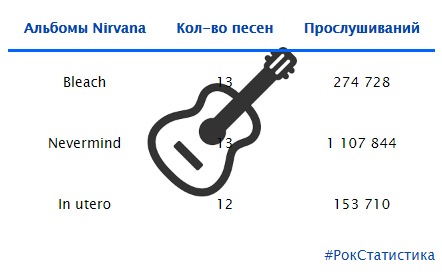 Альбомы Nirvana Кол-во песен Прослушиваний
Bleach 13 274 728
Nevermind 13 1 107 844
In utero 12 153 710
#РокСтатистика